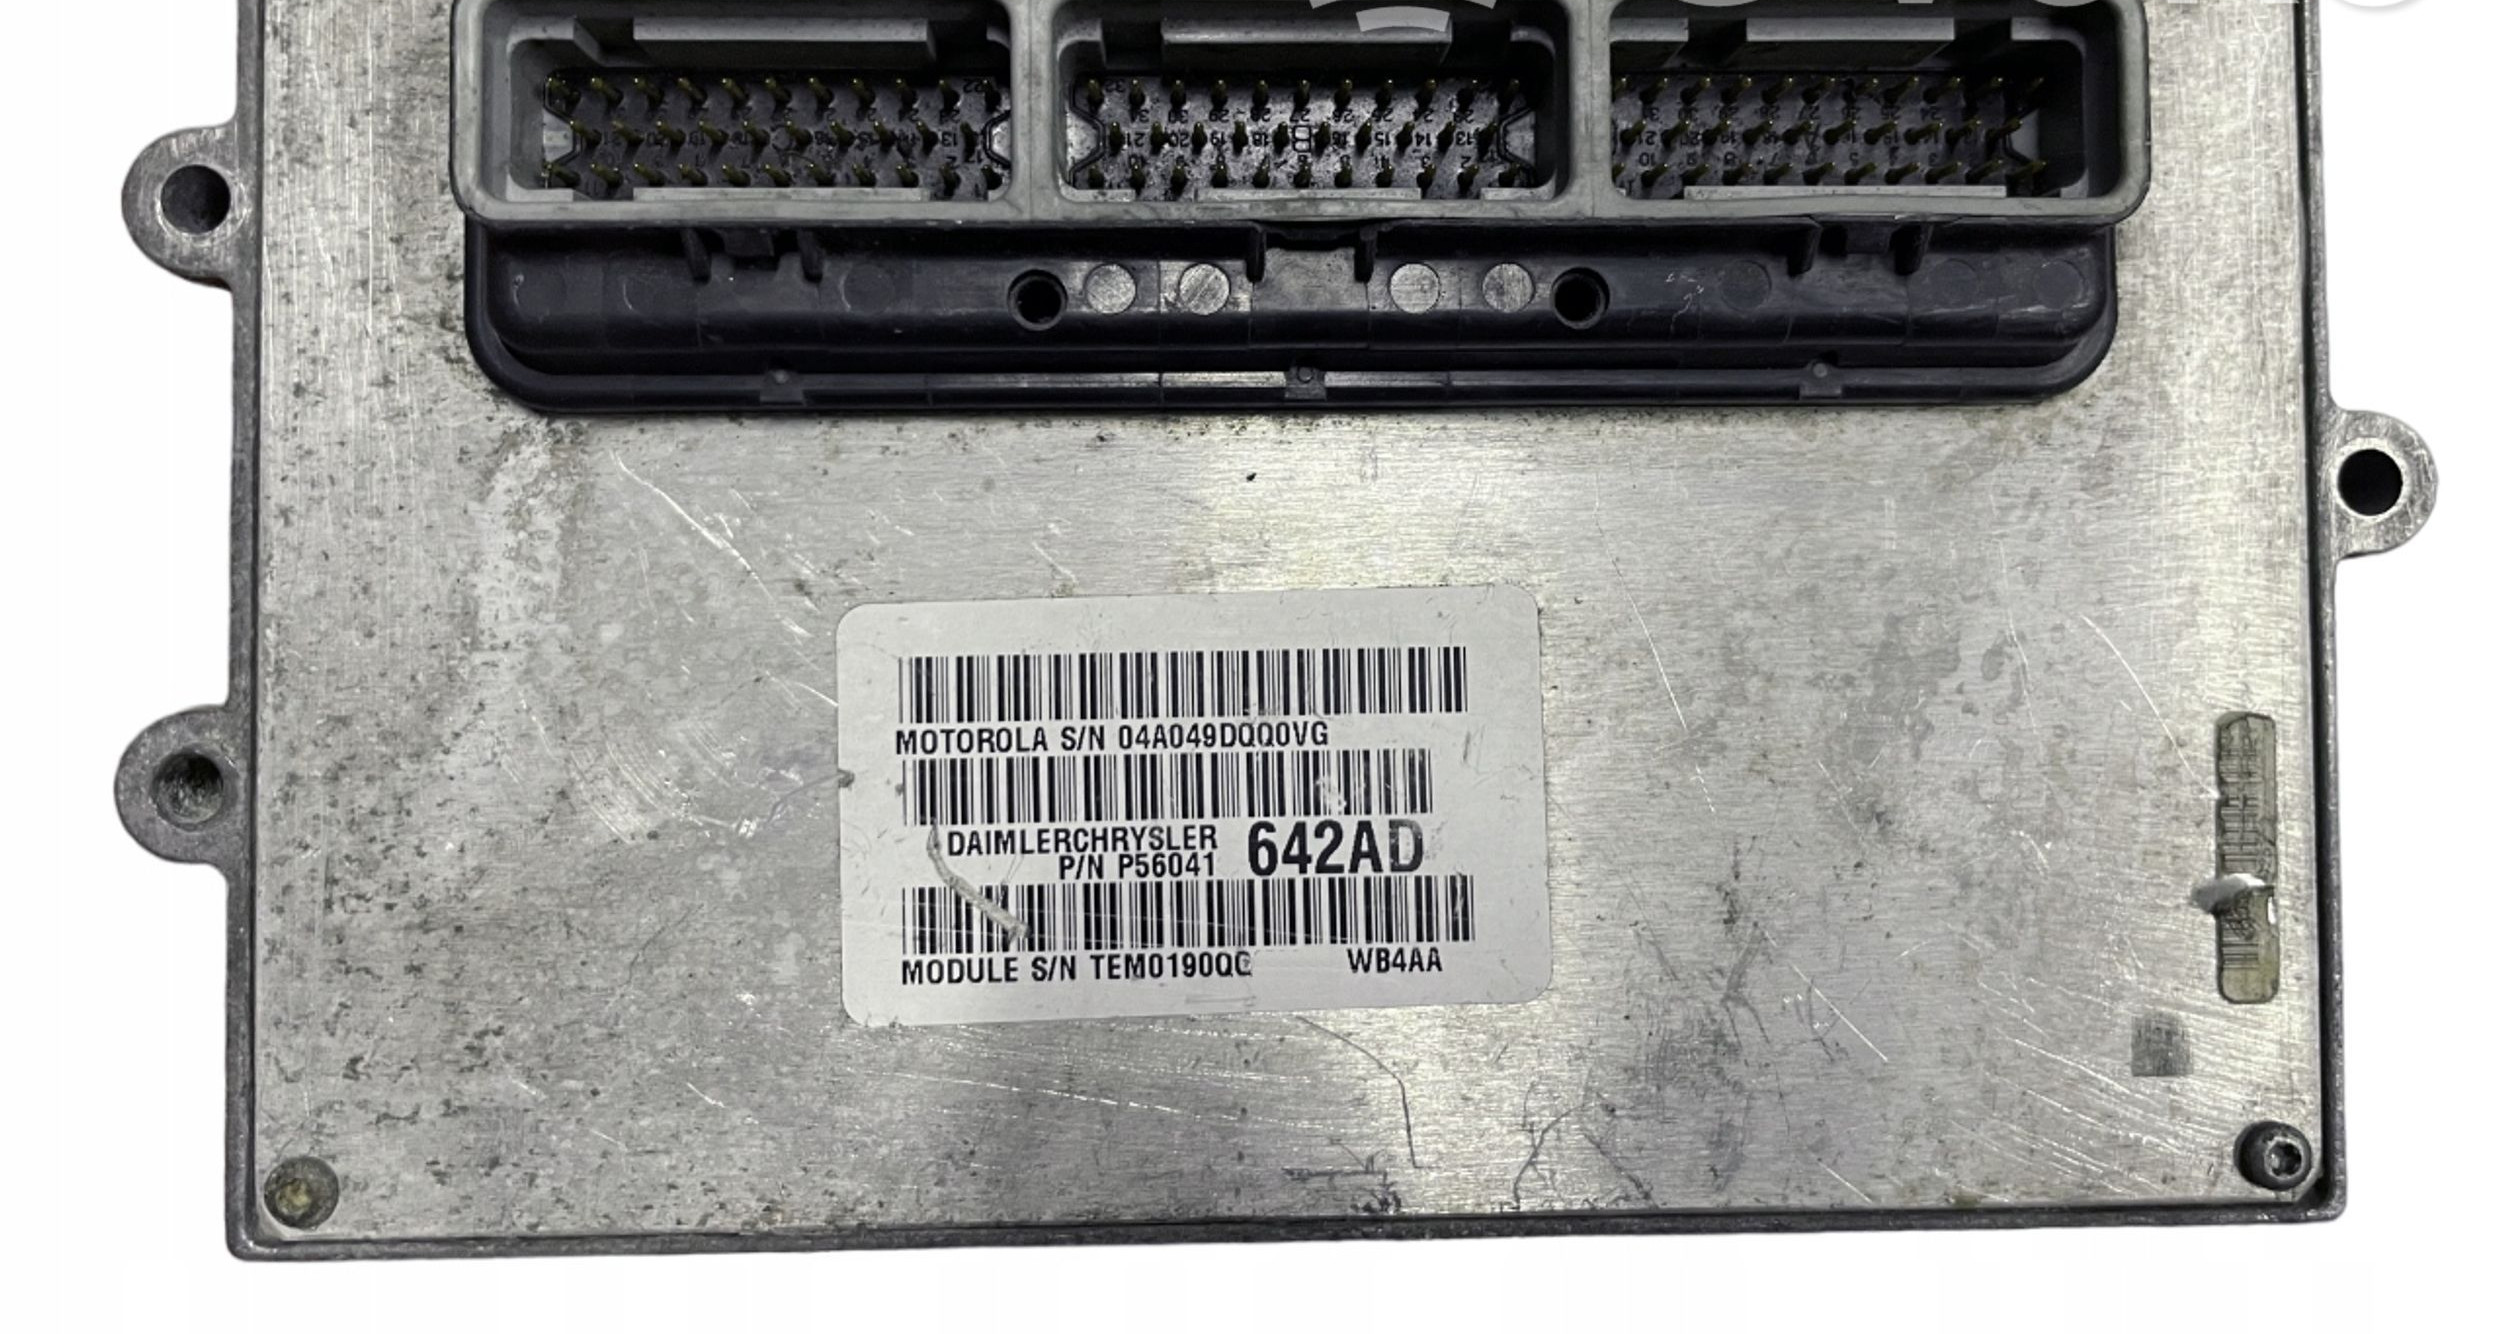 MOTOROLA S/N 04A049DQQ0VG
DAIMLERCHRYSLER
P/N P56041 642AD
MODULE S/N TEM0190QC WB4AA